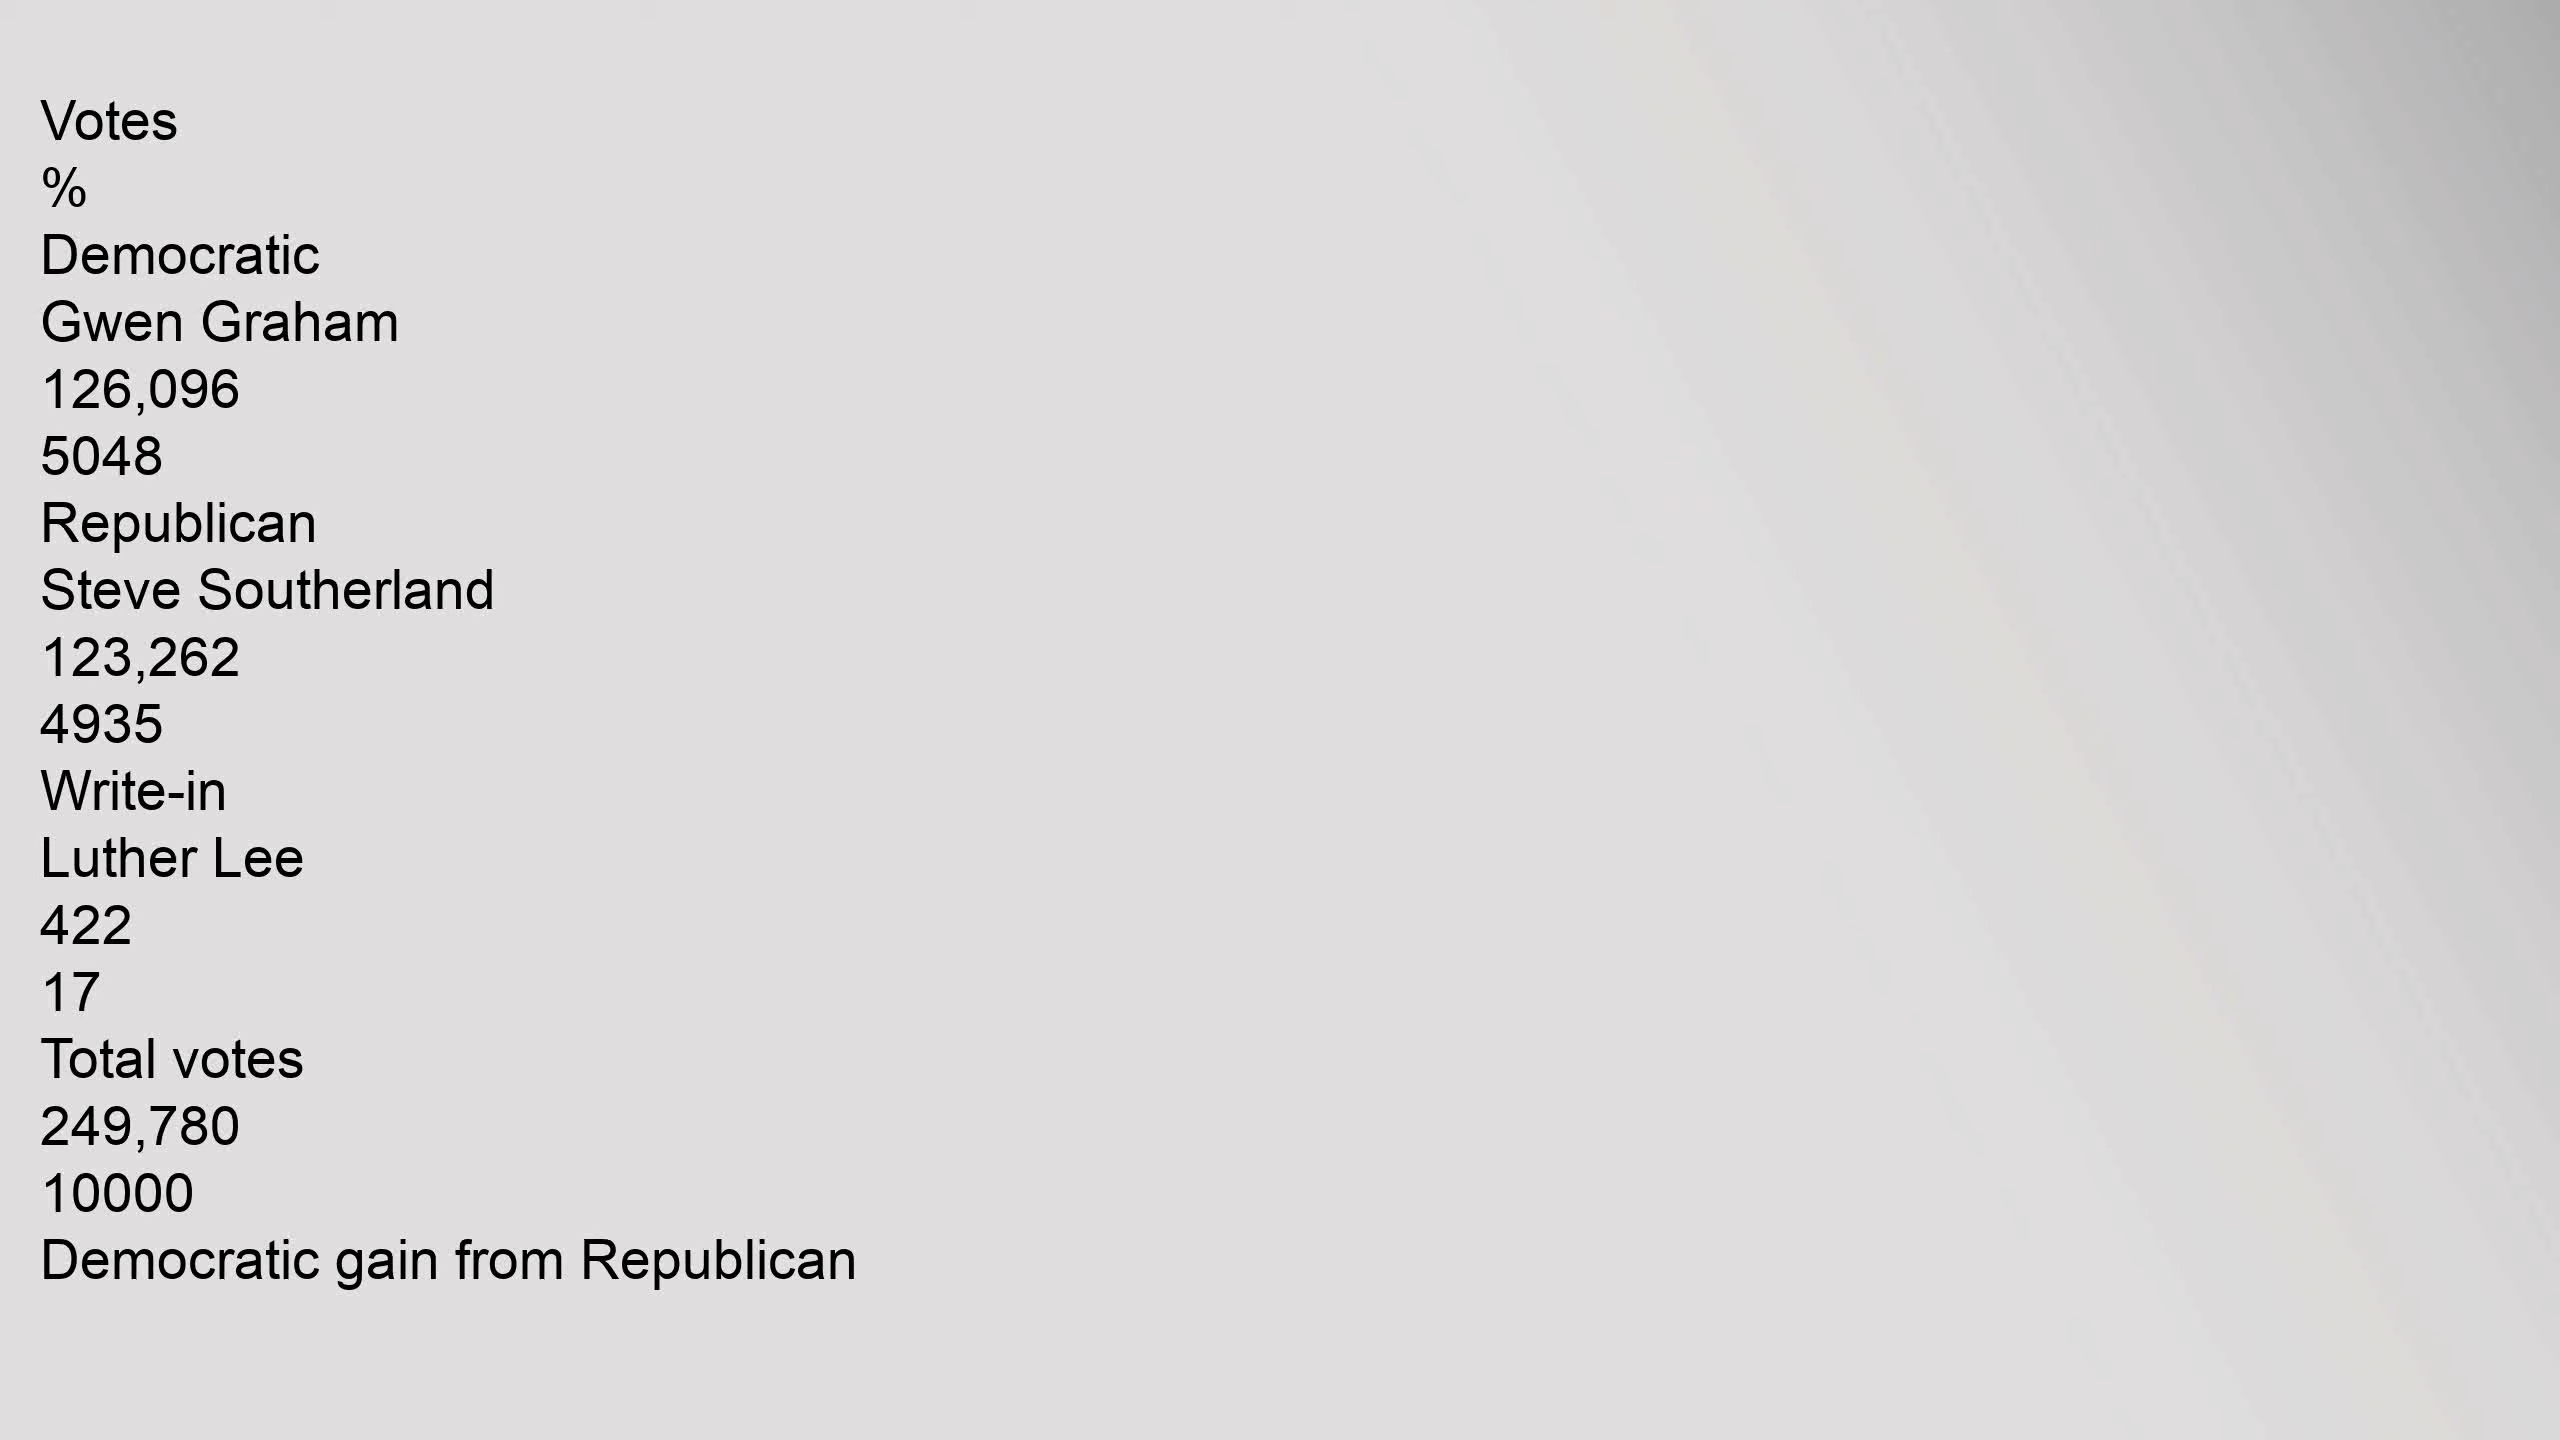 Votes
%
Democratic
Gwen Graham
126,096
5048
Republican
Steve Southerland
123,262
4935
Write-in
Luther Lee
422
17
Total votes
249,780
10000
Democratic gain from Republican